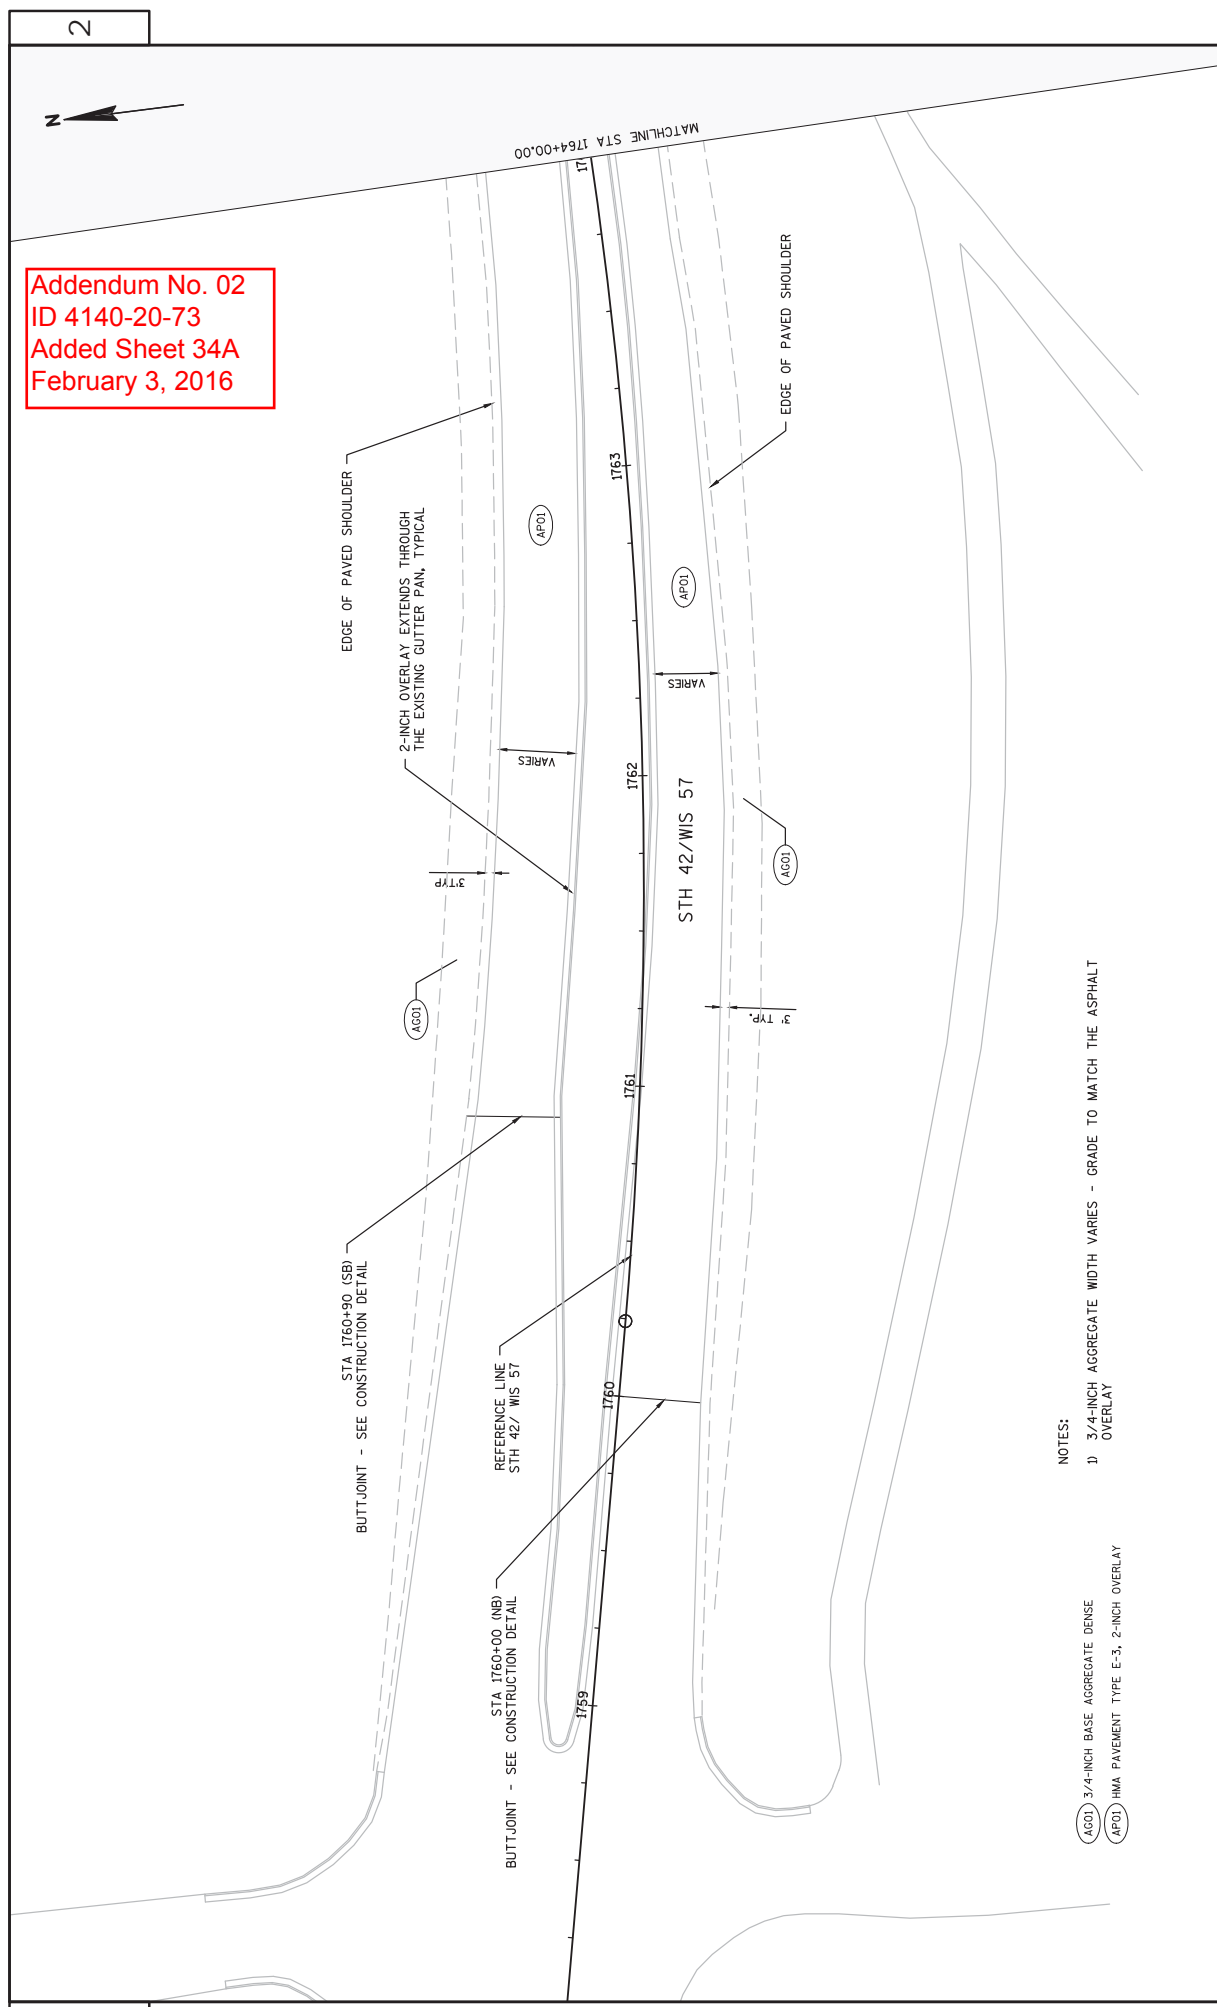 2
N
MATCHLINE STA 1764+00.00
Addendum No. 02
ID 4140-20-73
Added Sheet 34A
February 3, 2016
EDGE OF PAVED SHOULDER
2-INCH OVERLAY EXTENDS THROUGH
THE EXISTING GUTTER PAN, TYPICAL
EDGE OF PAVED SHOULDER
AP01
AP01
17
1763
1762
1761
1760
1759
VARIES
VARIES
STH 42/WIS 57
3'TYP
3' TYP.
AG01
AG01
STA 1760+90 (SB)
BUTTJOINT - SEE CONSTRUCTION DETAIL
REFERENCE LINE
STH 42/ WIS 57
STA 1760+00 (NB)
BUTTJOINT - SEE CONSTRUCTION DETAIL
NOTES:
1) 3/4-INCH AGGREGATE WIDTH VARIES - GRADE TO MATCH THE ASPHALT
OVERLAY
AG01 3/4-INCH BASE AGGREGATE DENSE
AP01 HMA PAVEMENT TYPE E-3, 2-INCH OVERLAY